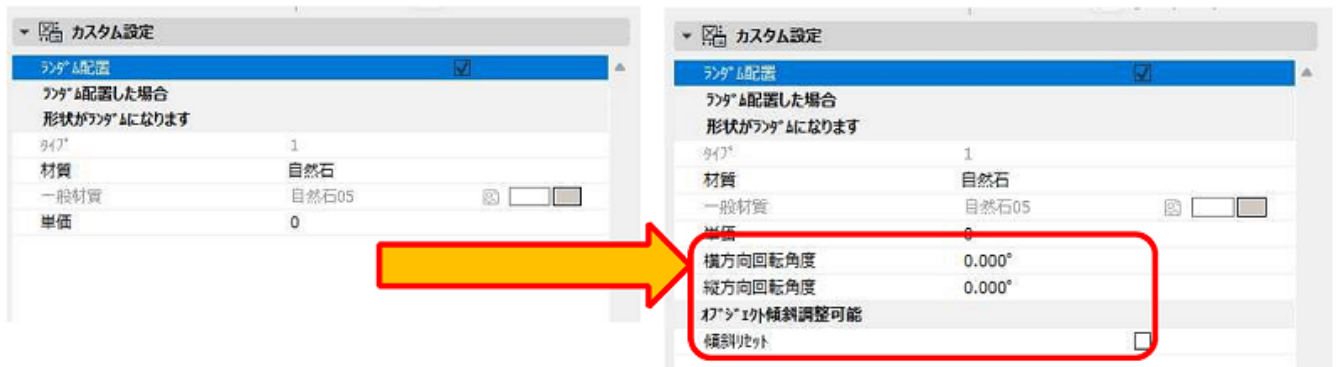 カスタム設定
ﾗﾝﾀﾞﾑ配置
ﾗﾝﾀﾞﾑ配置した場合
形状がﾗﾝﾀﾞﾑになります
ﾀｲﾌﾟ 1
材質 自然石
一般材質 自然石05
単価 0
カスタム設定
ﾗﾝﾀﾞﾑ配置
ﾗﾝﾀﾞﾑ配置した場合
形状がﾗﾝﾀﾞﾑになります
ﾀｲﾌﾟ 1
材質 自然石
一般材質 自然石05
単価 0
横方向回転角度 0.000°
縦方向回転角度 0.000°
ｵﾌﾞｼﾞｪｸﾄ傾斜調整可能
傾斜ﾘｾｯﾄ